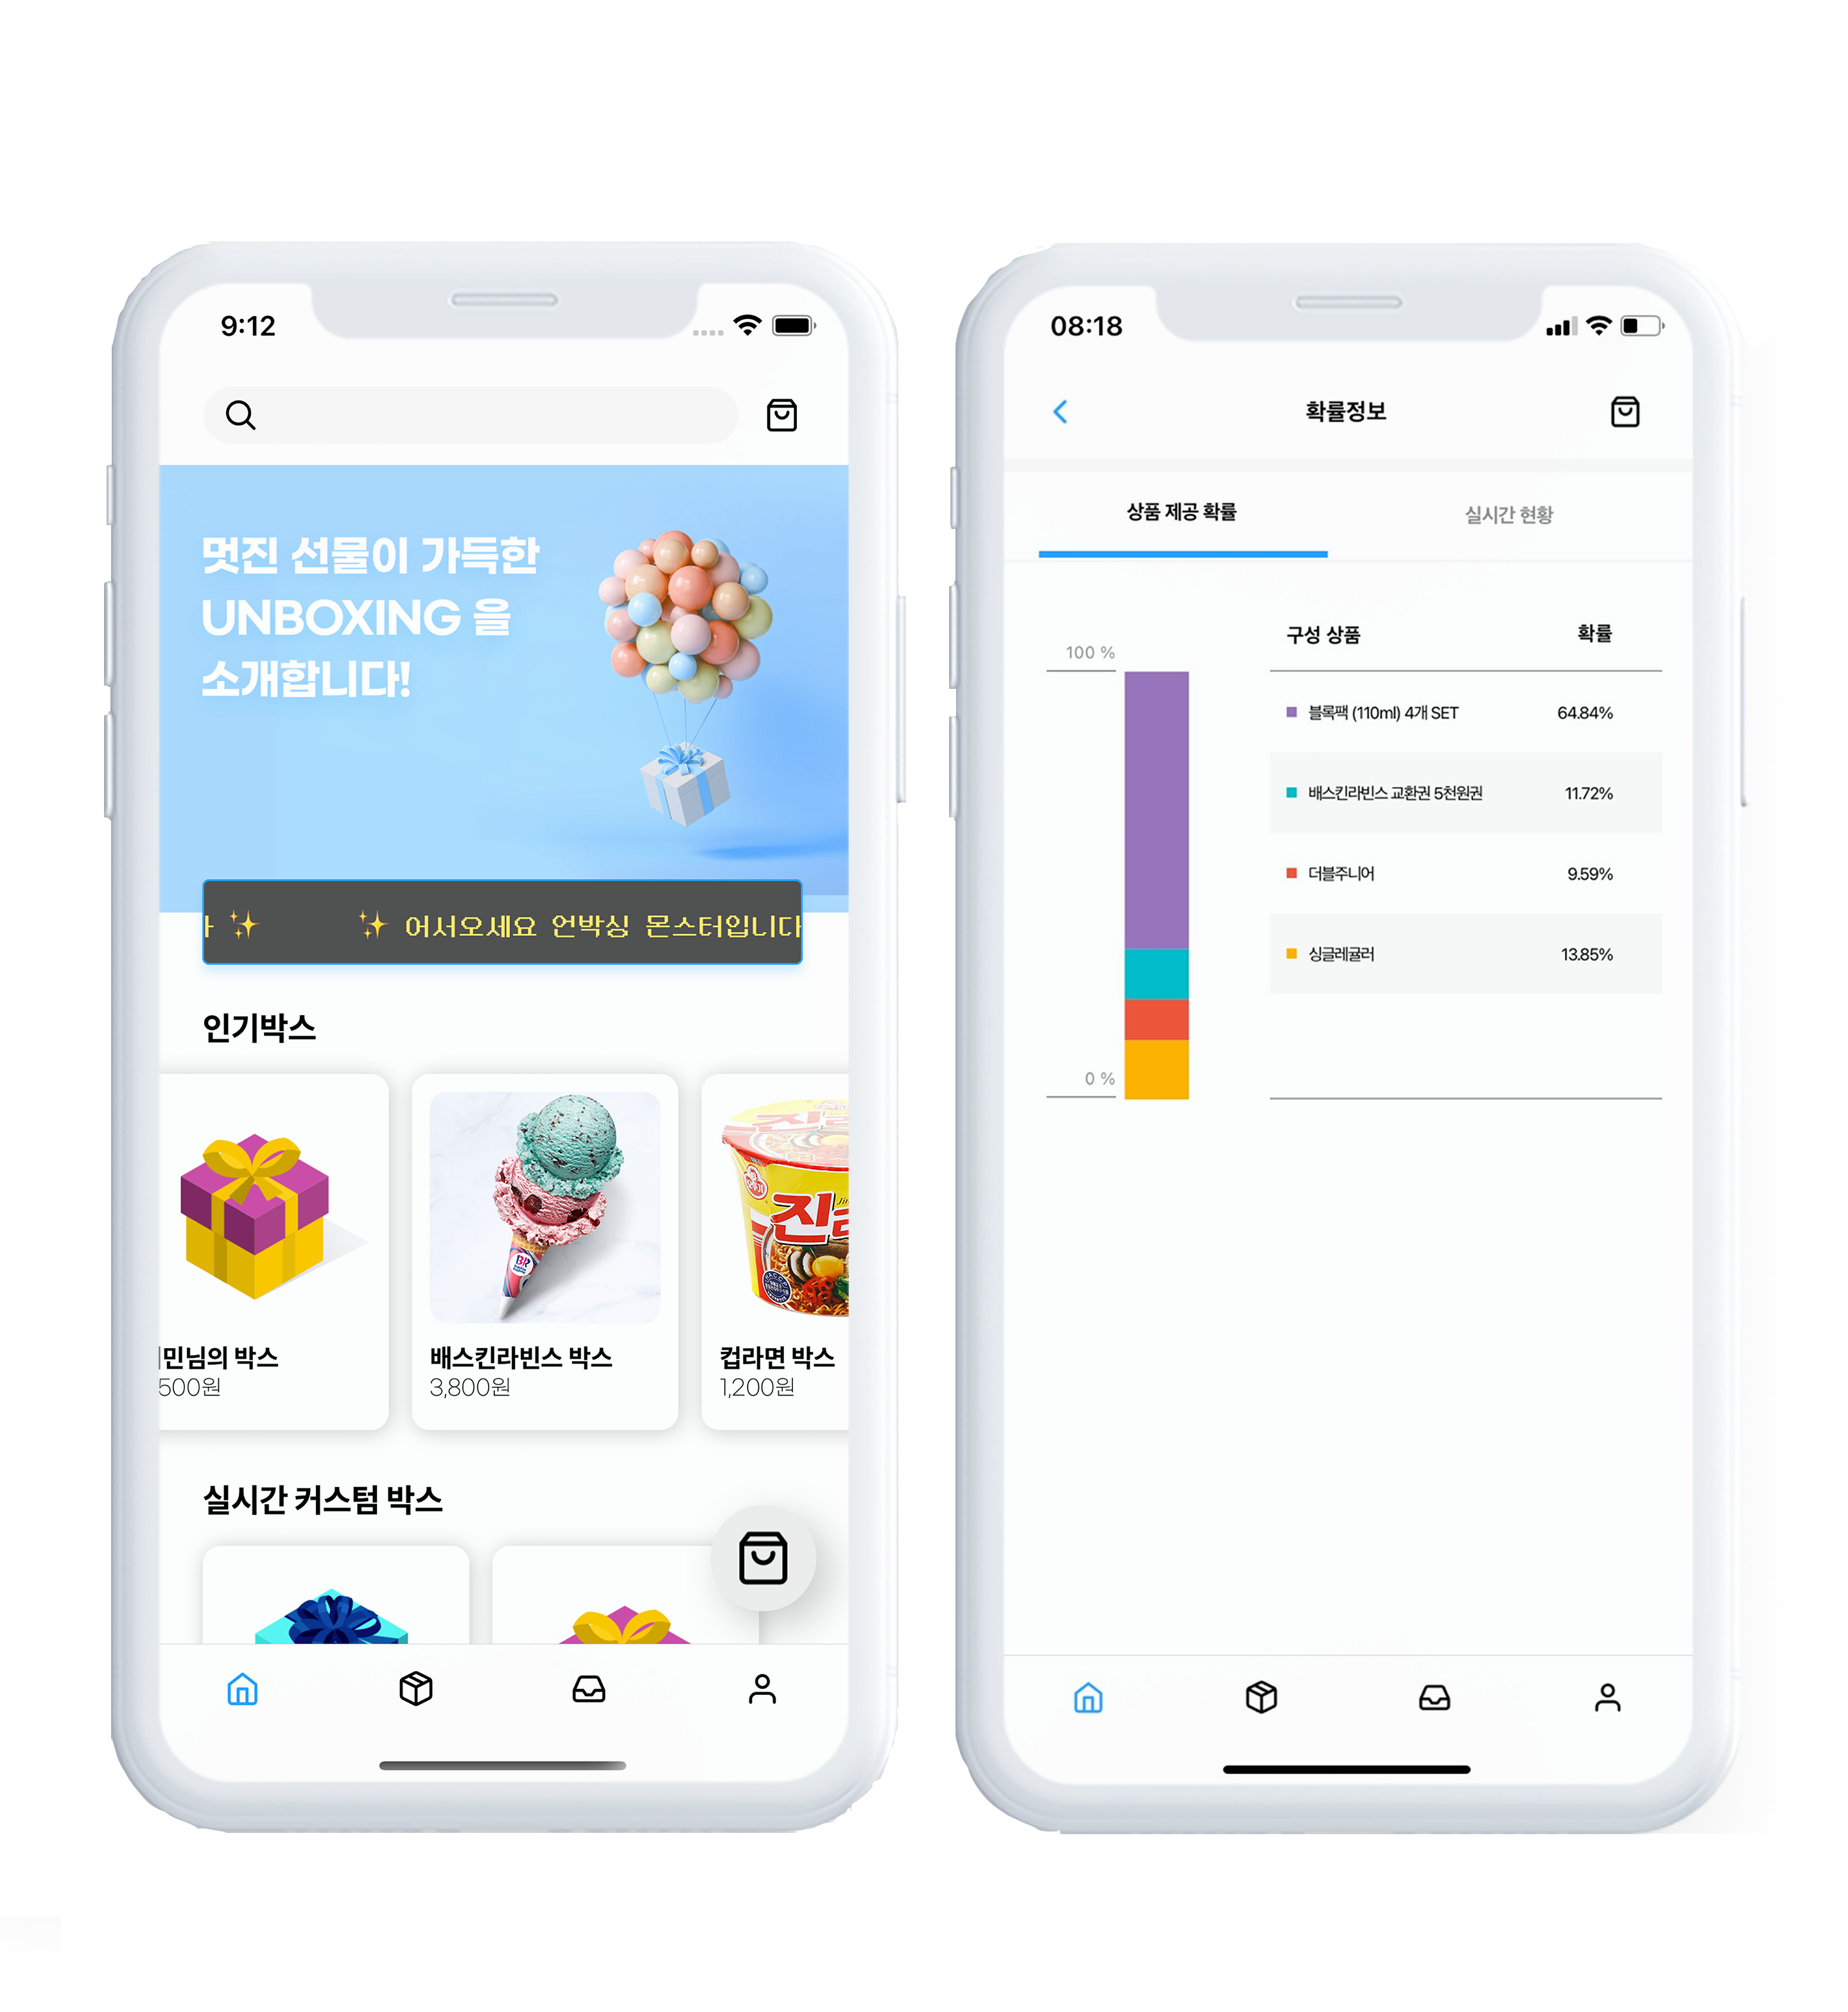 9:12
멋진 선물이 가득한
UNBOXING 을
소개합니다!
✨ 어서오세요 언박싱 몬스터입니다
인기박스
민님의 박스
500원
배스킨라빈스 박스
3,800원
컵라면 박스
1,200원
BR
진라
실시간 커스텀 박스
08:18
확률정보
상품 제공 확률
실시간 현황
100 %
0 %
구성 상품 확률
블록팩 (110ml) 4개 SET 64.84%
배스킨라빈스 교환권 5천원권 11.72%
더블주니어 9.59%
싱글레귤러 13.85%